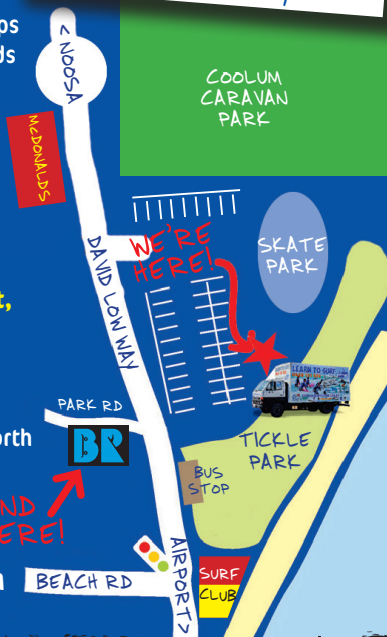 ps
ds
< NOOSA
COOLUM
CARAVAN
PARK
McDONALDS
WE'RE
HERE!
SKATE
PARK
DAVID LOW WAY
t,
LEARN TO SURF
PARK RD
orth
BR
TICKLE
PARK
BUS
STOP
ND
ERE!
AIRPORT >
BEACH RD
SURF
CLUB